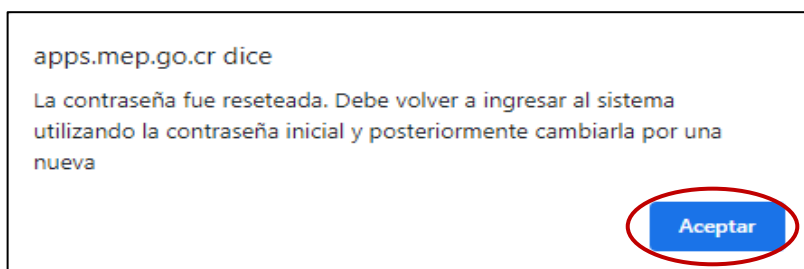 apps.mep.go.cr dice
La contraseña fue reseteada. Debe volver a ingresar al sistema
utilizando la contraseña inicial y posteriormente cambiarla por una
nueva
Aceptar